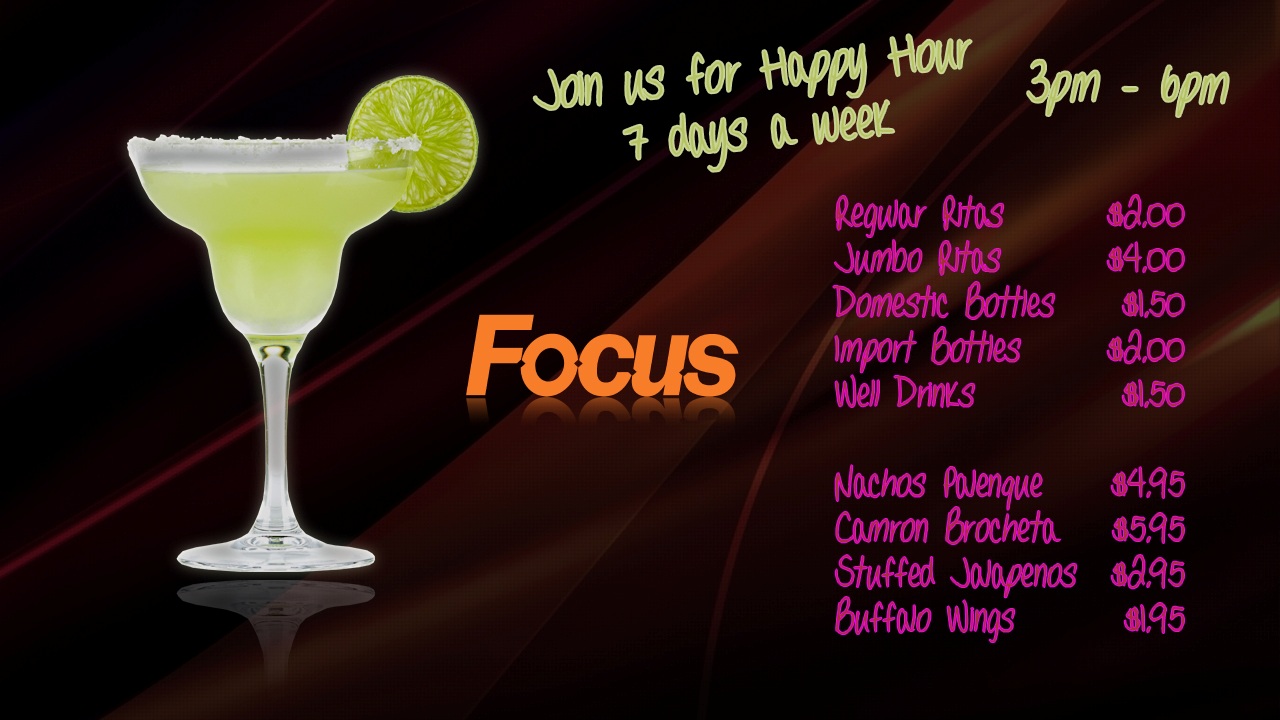 Join us for Happy Hour
7 days a week
3pm - 6pm
Regular Ritas $2.00
Jumbo Ritas $4.00
Domestic Bottles $1.50
Import Bottles $2.00
Well Drinks $1.50
Focus
Nachos Palenque $4.95
Camron Brocheta $5.95
Stuffed Jalapenos $2.95
Buffalo Wings $1.95